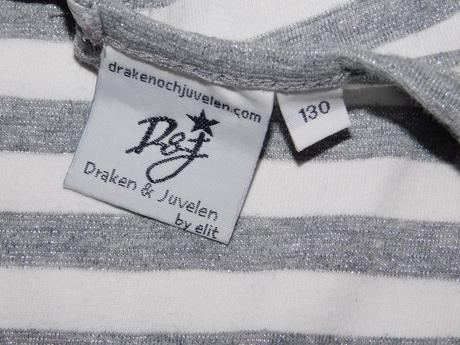 drakenochjuvelen.com
D&J
Draken & Juvelen
by elit
130